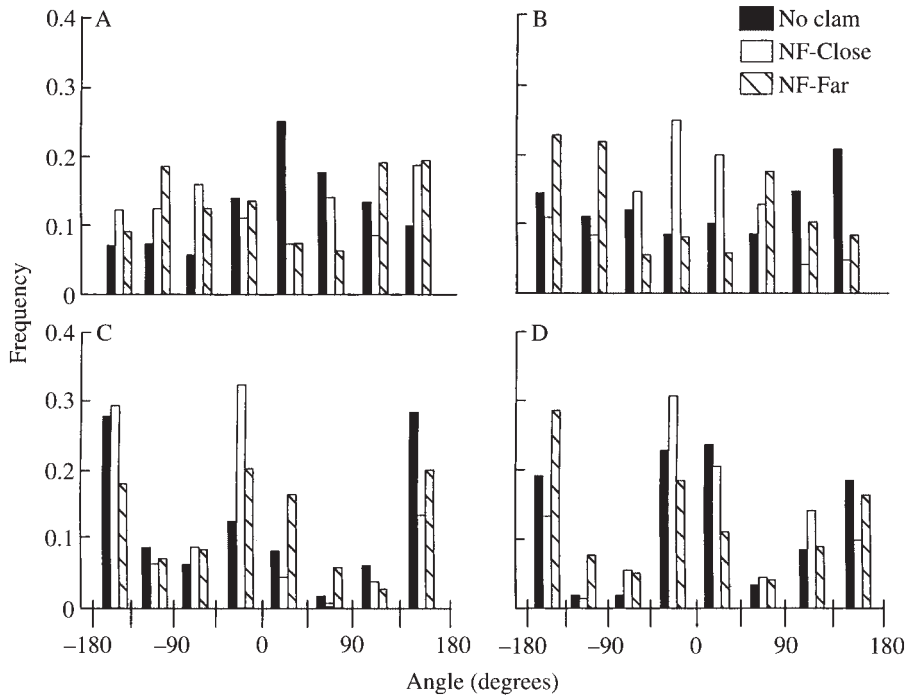 0.4 A
0.3
0.2
0.1
0
B
No clam
NF-Close
NF-Far
Frequency
0.4 C
0.3
0.2
0.1
0
D
−180 −90 0 90 180
−180 −90 0 90 180
Angle (degrees)